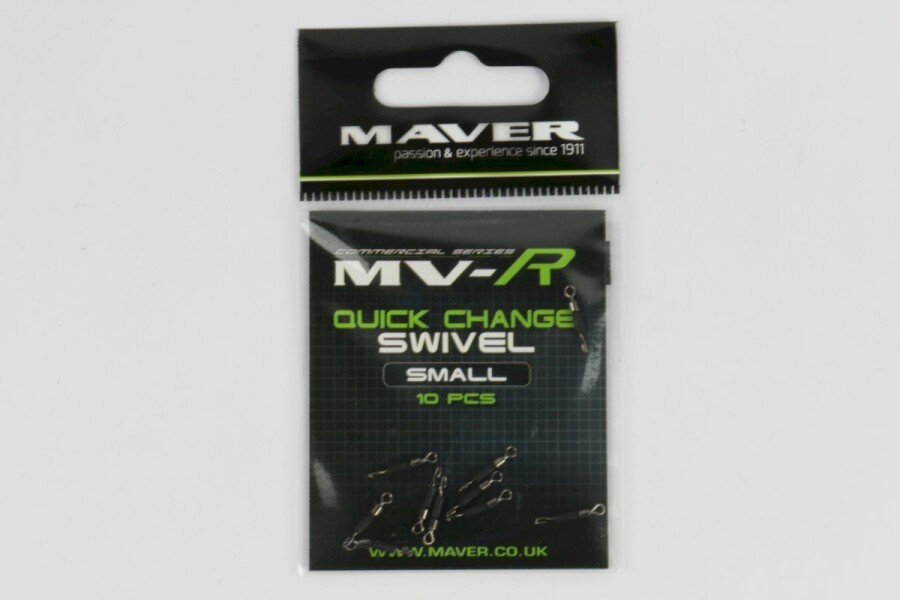 MAVER
passion & experience since 1911
COMMERCIAL SERIES
MV-R
QUICK CHANGE
SWIVEL
SMALL
10 PCS
WWW.MAVER.CO.UK